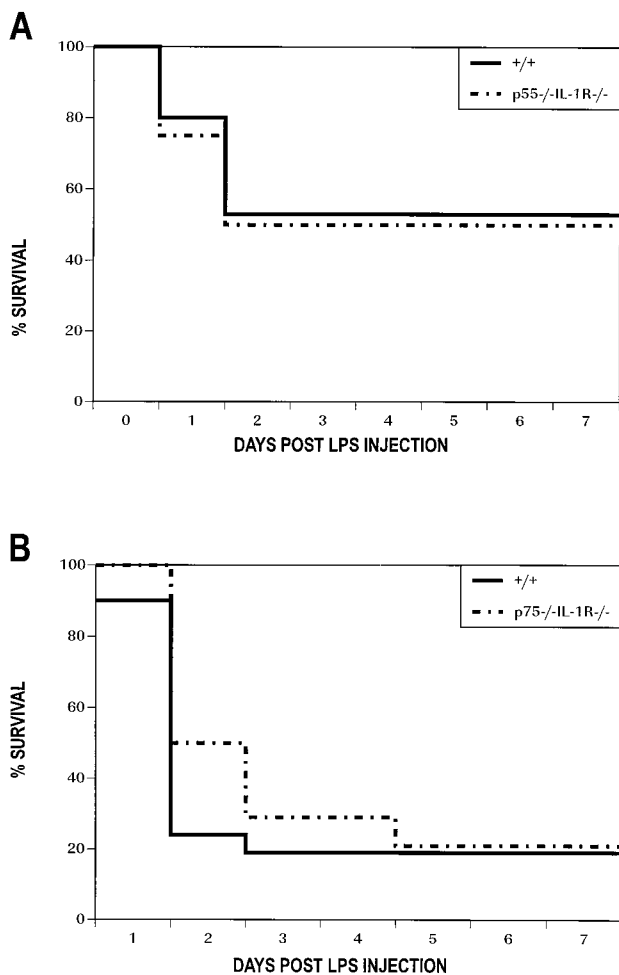 A
100
80
60
40
20
0
% SURVIVAL
+/+
p55-/-IL-1R-/-
0 1 2 3 4 5 6 7
DAYS POST LPS INJECTION
B
100
80
60
40
20
0
% SURVIVAL
+/+
p75-/-IL-1R-/-
1 2 3 4 5 6 7
DAYS POST LPS INJECTION